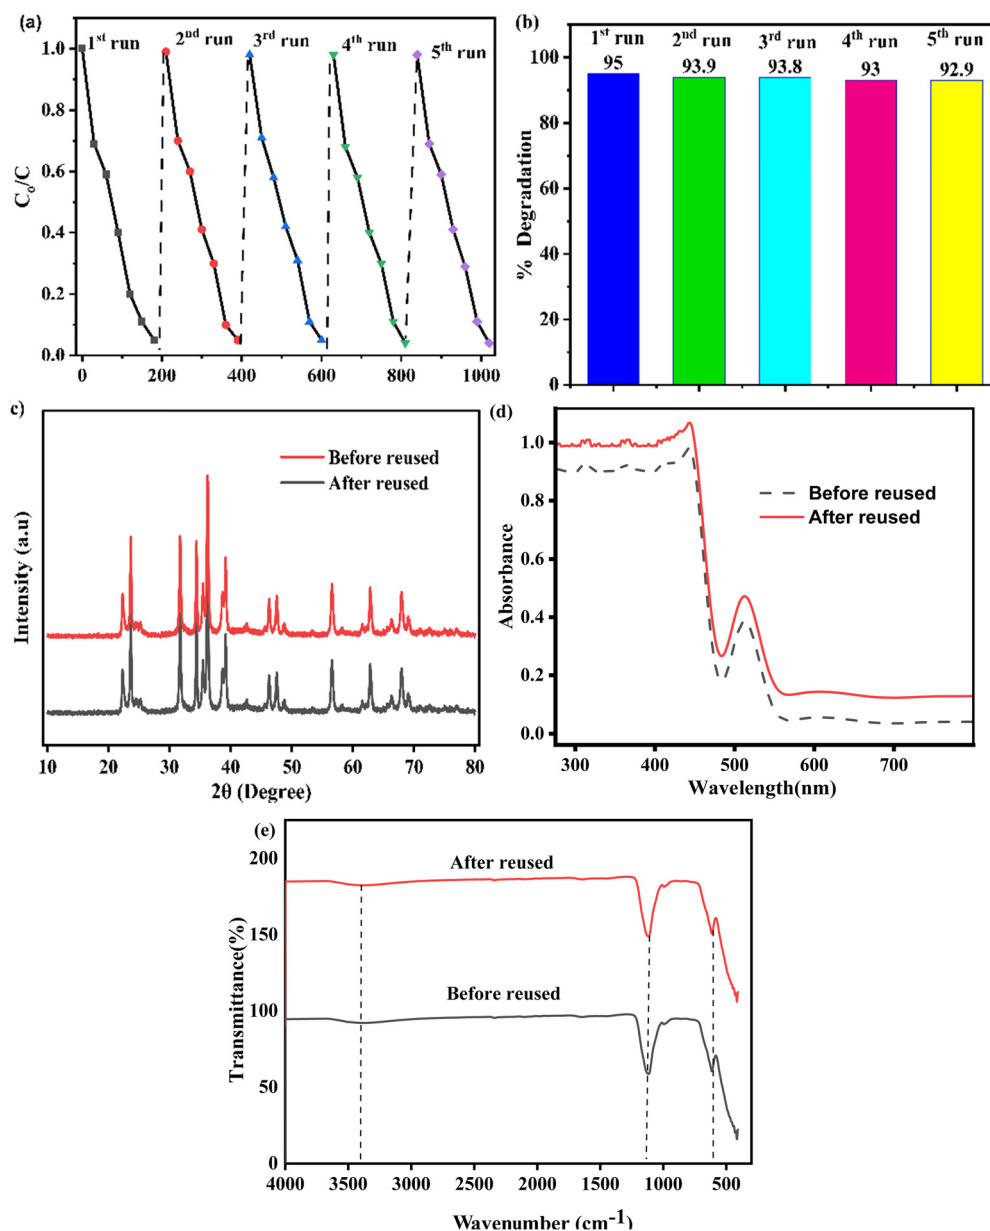 (a)
1st run
2nd run
3rd run
4th run
5th run
1.0
0.8
0.6
0.4
0.2
0.0
Co/C
0
200
400
600
800
1000
(b)
1st run
2nd run
3rd run
4th run
5th run
95
93.9
93.8
93
92.9
100
80
60
40
20
0
% Degradation
c)
Before reused
After reused
Intensity (a.u)
10
20
30
40
50
60
70
80
2θ (Degree)
(d)
Before reused
After reused
1.0
0.8
0.6
0.4
0.2
0.0
Absorbance
300
400
500
600
700
Wavelength(nm)
(e)
After reused
Before reused
200
150
100
50
0
Transmittance(%)
4000
3500
3000
2500
2000
1500
1000
500
Wavenumber (cm-1)